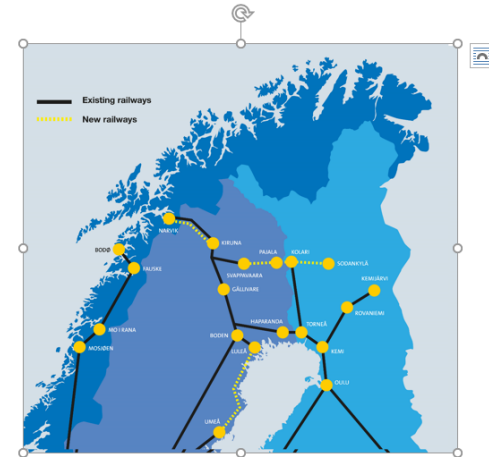 Existing railways
New railways
NARVIK
KIRUNA
BODØ
FAUSKE
PAJALA
KOLARI
SVAPPAVAARA
SODANKYLÄ
KEMIJÄRVI
GÄLLIVARE
ROVANIEMI
HAPARANDA
TORNEÅ
MO I RANA
BODEN
LULEÅ
KEMI
MOSJØEN
OULU
UMEÅ